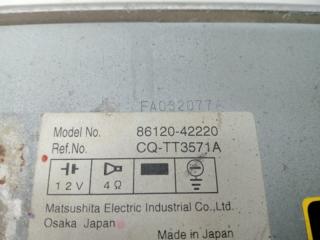 FA032077
Model No. 86120-42220
Ref.No. CQ-TT3571A
12V 4Ω
Matsushita Electric Industrial Co.,Ltd.
Osaka Japan
Made in Japan